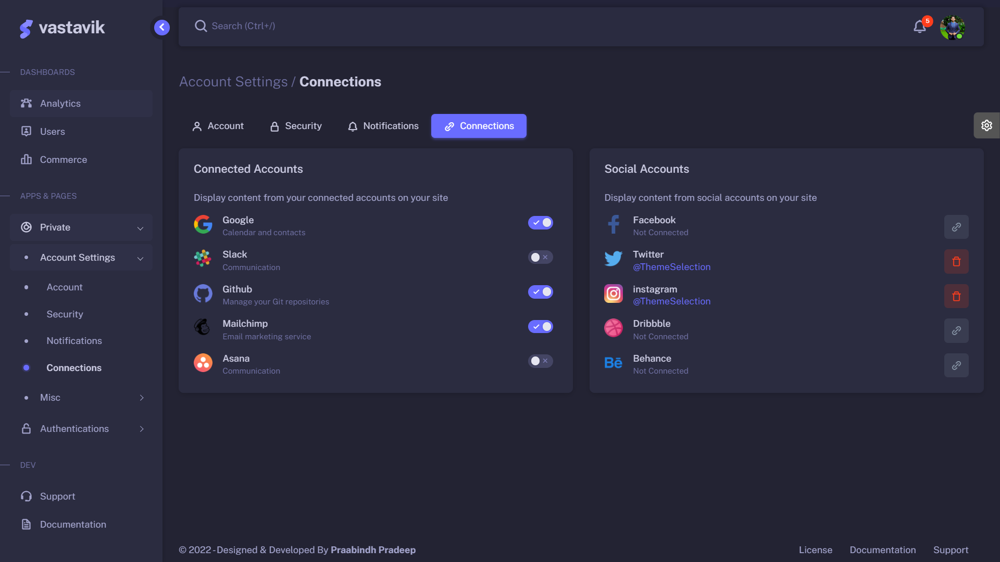 vastavik
DASHBOARDS
Analytics
Users
Commerce
APPS & PAGES
Private
Account Settings
Account
Security
Notifications
Connections
Misc
Authentications
DEV
Support
Documentation
Search (Ctrl+/)
5
Account Settings / Connections
Account
Security
Notifications
Connections
Connected Accounts
Display content from your connected accounts on your site
Google
Calendar and contacts
Slack
Communication
Github
Manage your Git repositories
Mailchimp
Email marketing service
Asana
Communication
Social Accounts
Display content from social accounts on your site
Facebook
Not Connected
Twitter
@ThemeSelection
instagram
@ThemeSelection
Dribbble
Not Connected
Bē
Behance
Not Connected
© 2022 - Designed & Developed By Praabindh Pradeep
License Documentation Support